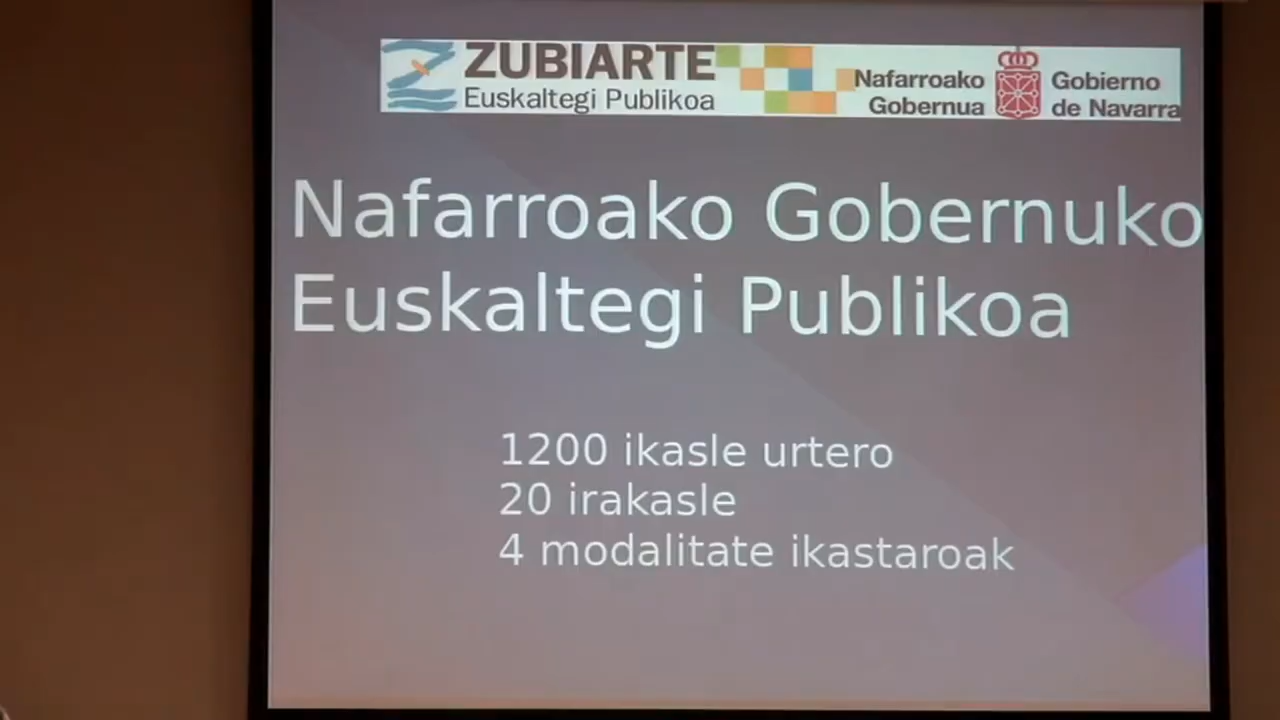 ZUBIARTE
Euskaltegi Publikoa
Nafarroako
Gobernua
Gobierno
de Navarra
Nafarroako Gobernuko
Euskaltegi Publikoa
1200 ikasle urtero
20 irakasle
4 modalitate ikastaroak